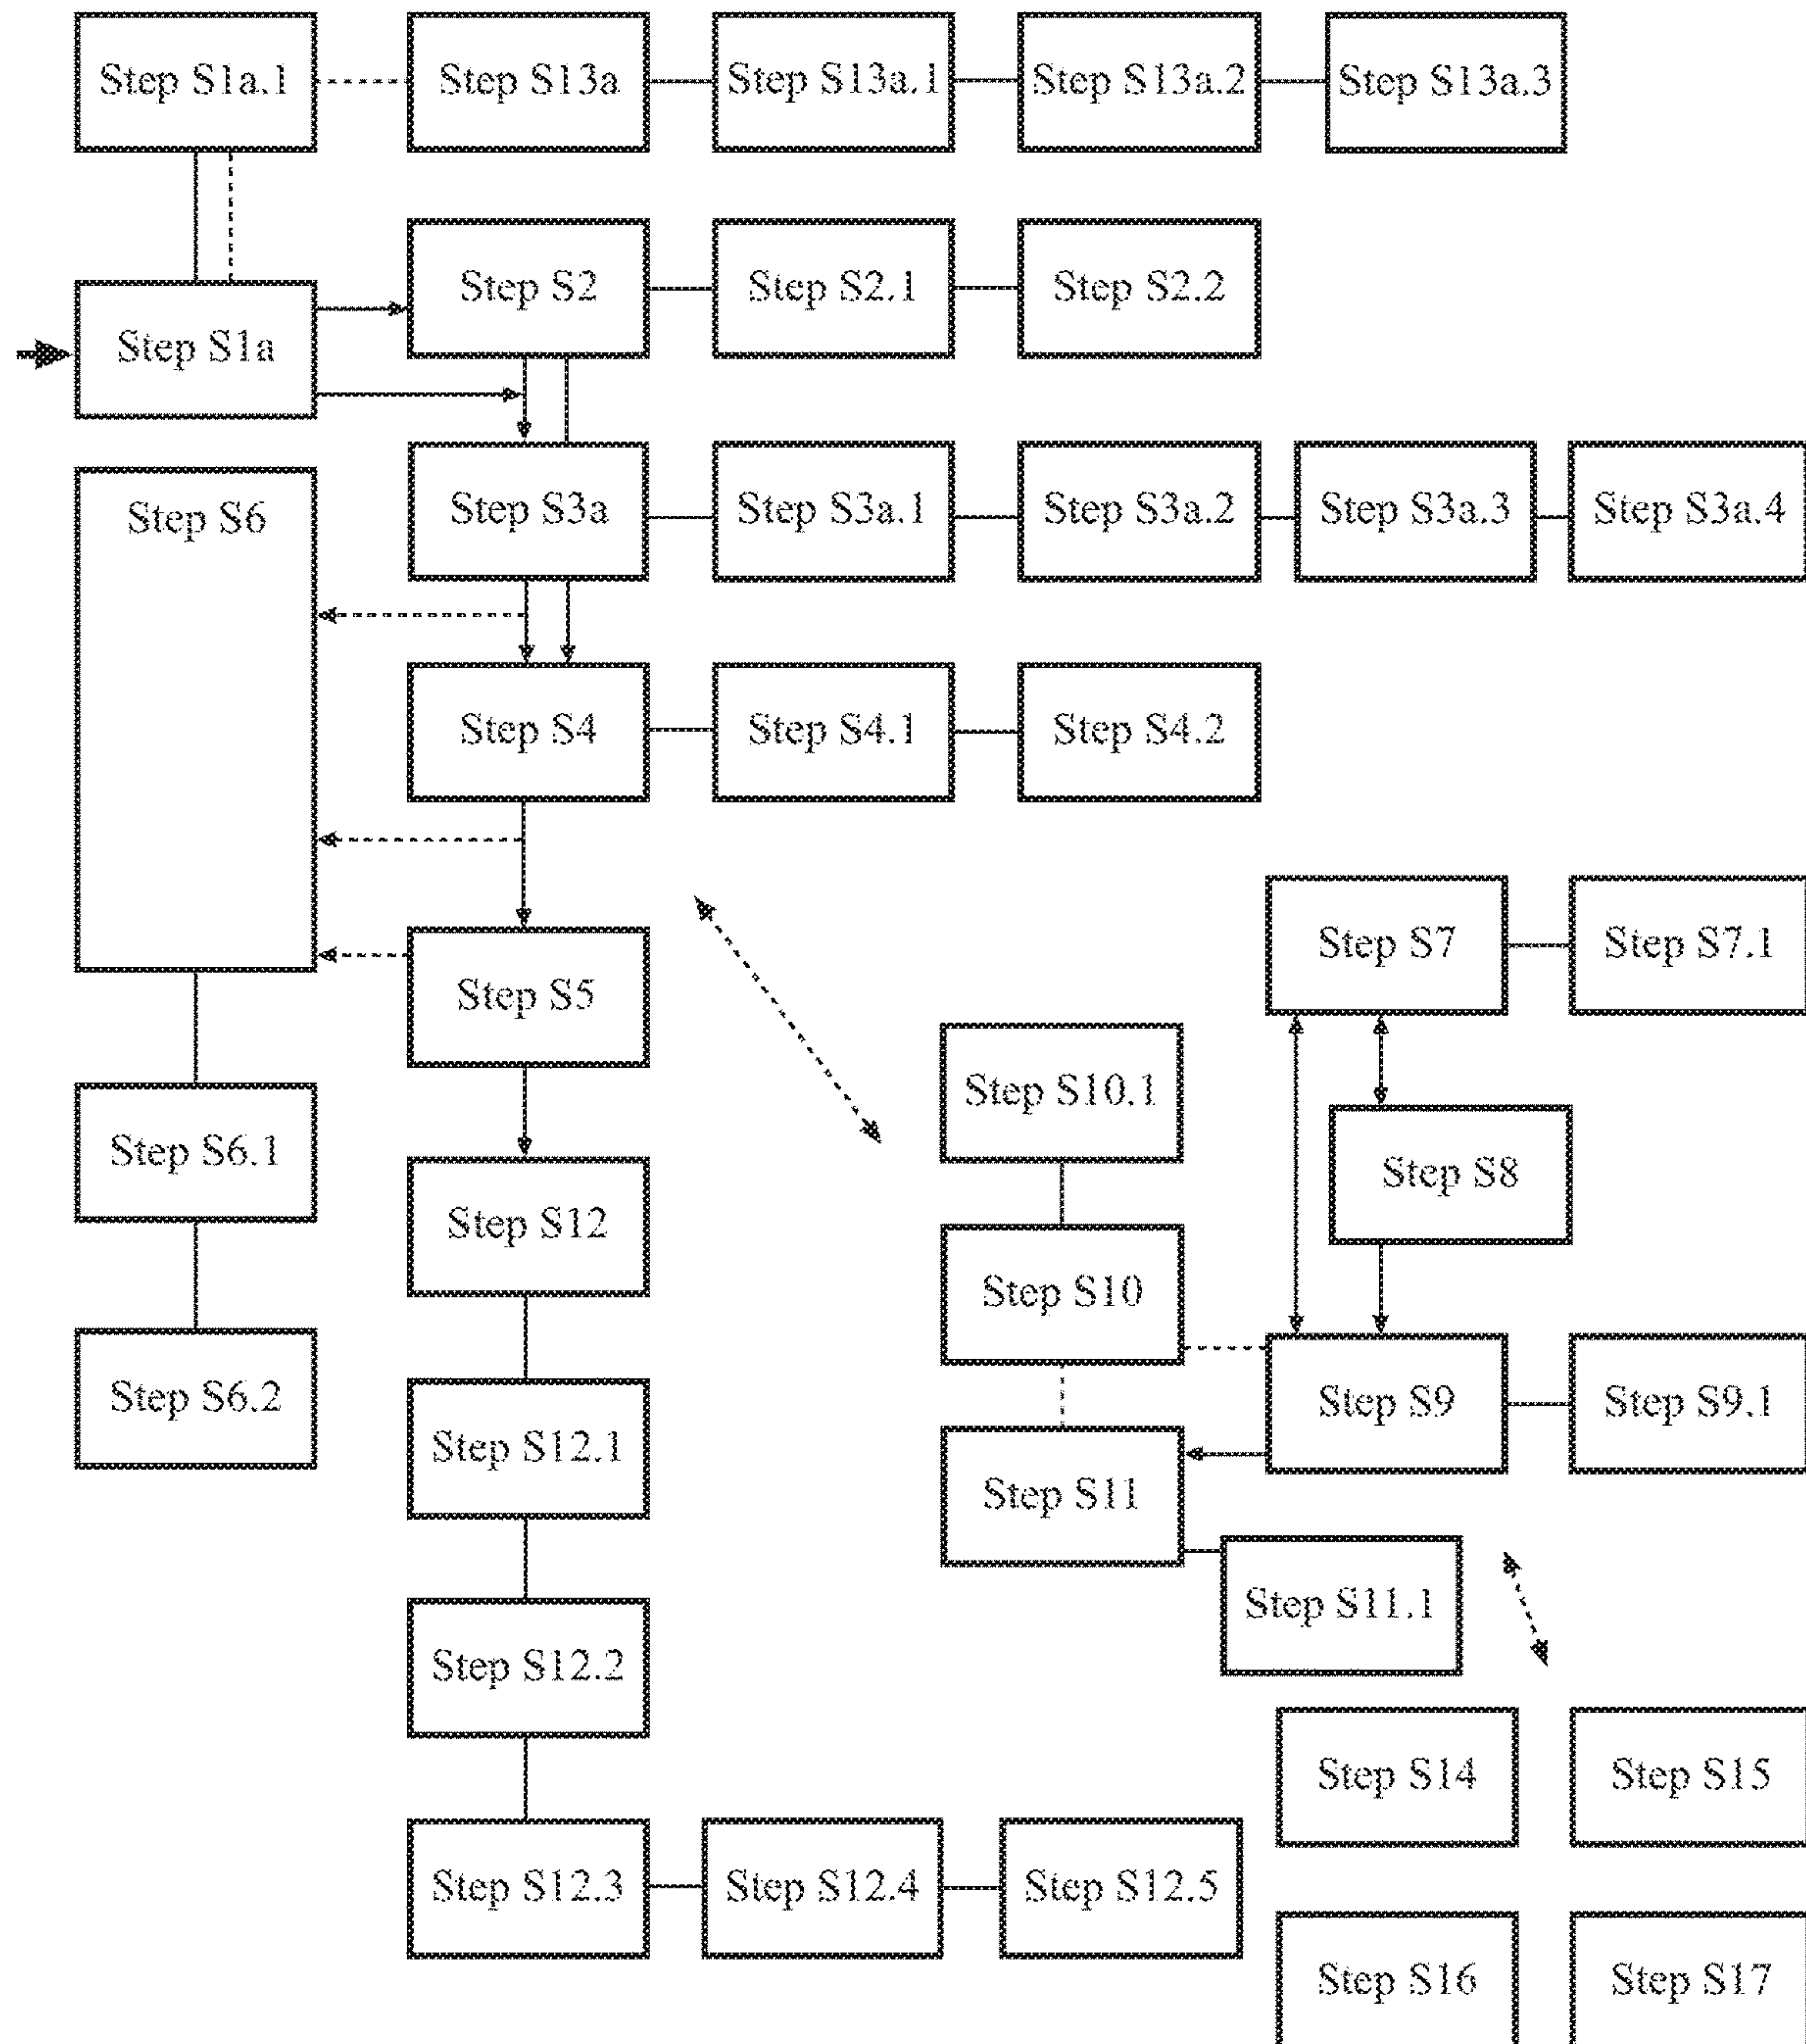 Step S1a.1
Step S13a
Step S13a.1
Step S13a.2
Step S13a.3
Step S2
Step S2.1
Step S2.2
Step S1a
Step S3a
Step S3a.1
Step S3a.2
Step S3a.3
Step S3a.4
Step S6
Step S4
Step S4.1
Step S4.2
Step S7
Step S7.1
Step S5
Step S10.1
Step S6.1
Step S8
Step S12
Step S10
Step S6.2
Step S9
Step S9.1
Step S12.1
Step S11
Step S11.1
Step S12.2
Step S14
Step S15
Step S12.3
Step S12.4
Step S12.5
Step S16
Step S17